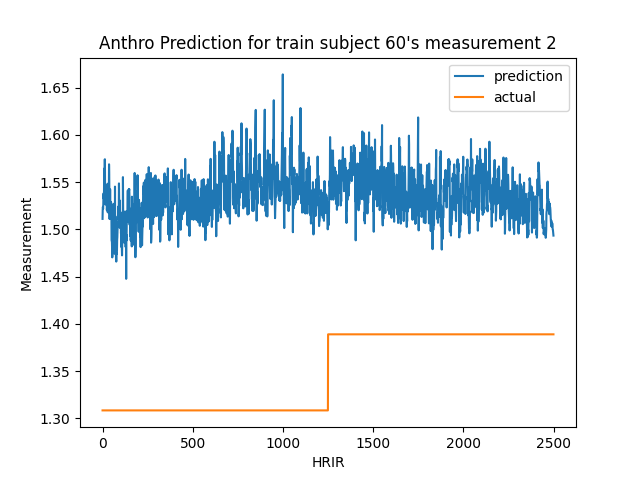 Anthro Prediction for train subject 60's measurement 2
prediction
actual
1.65
1.60
1.55
1.50
1.45
1.40
1.35
1.30
Measurement
0
500
1000
1500
2000
2500
HRIR